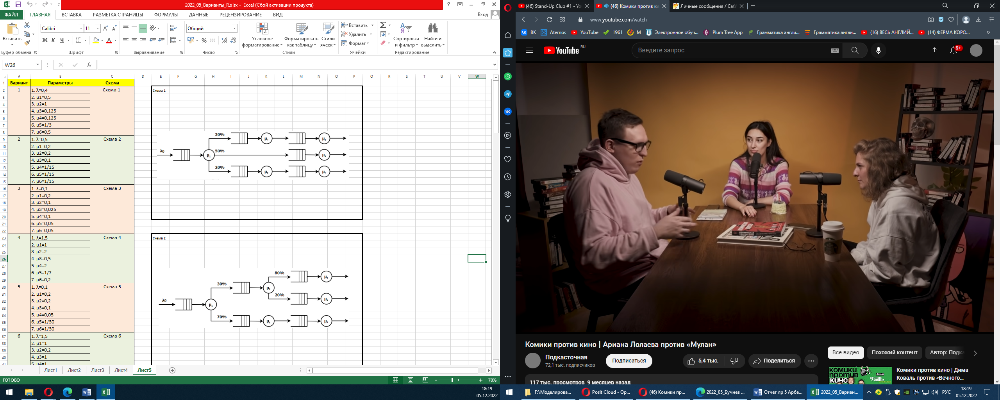 2022_05_Варианты_R.xlsx - Excel (Сбой активации продукта)
ФАЙЛ ГЛАВНАЯ ВСТАВКА РАЗМЕТКА СТРАНИЦЫ ФОРМУЛЫ ДАННЫЕ РЕЦЕНЗИРОВАНИЕ ВИД Вход
Вставить
Calibri 11
Ж К Ч
Общий
% 000
Условное форматирование
Форматировать как таблицу
Стили ячеек
Вставить
Удалить
Формат
Сортировка и фильтр
Найти и выделить
Буфер обмена Шрифт Выравнивание Число Стили Ячейки Редактирование
W26
A B C D E F G H I J K L M N O P Q R S T U V W
1 Вариант Параметры Схема
2 1 1. λ=0,4 Схема 1
3 2. μ1=0,5
4 3. μ2=1
5 4. μ3=0,125
6 5. μ4=0,125
7 6. μ5=1/3
8 7. μ6=0,5
9 2 1. λ=0,5 Схема 2
10 2. μ1=0,2
11 3. μ2=0,2
12 4. μ3=0,1
13 5. μ4=1/15
14 6. μ5=1/15
15 7. μ6=1/15
16 3 1. λ=0,1 Схема 3
17 2. μ1=0,2
18 3. μ2=0,1
19 4. μ3=0,025
20 5. μ4=0,1
21 6. μ5=0,05
22 7. μ6=0,05
23 4 1. λ=1,5 Схема 4
24 2. μ1=1
25 3. μ2=2
26 4. μ3=0,5
27 5. μ4=2
28 6. μ5=1/7
29 7. μ6=0,2
30 5 1. λ=0,1 Схема 5
31 2. μ1=0,2
32 3. μ2=0,2
33 4. μ3=0,1
34 5. μ4=0,05
35 6. μ5=1/30
36 7. μ6=1/30
37 6 1. λ=1,5 Схема 6
38 2. μ1=1
39 3. μ2=0,2
40 4. μ3=1
41 5. μ4=1
Схема 1
30% μ₂ μ₃
λ0 μ₁ 50% μ₄
20% μ₅ μ₆
Схема 2
80% μ₃
30% μ₂
20% μ₄
λ0 μ₁
70% μ₅ μ₆
Лист1 Лист2 Лист3 Лист4 Лист5
ГОТОВО 70%
18:19
05.12.2022
(46) Stand-Up Club #1 - Yo
(46) Комики против ки
Личные сообщения / CatV
www.youtube.com/watch
ВК Aternos YouTube 1961 М Электронное обуч... Plum Tree App Грамматика англи... Грамматика англи... (16) ВЕСЬ АНГЛИЙ... (14) ФЕРМА КОРО...
YouTube RU
Введите запрос
9+
Комики против кино | Ариана Лолаева против «Мулан»
Подкасточная
72,1 тыс. подписчиков
Подписаться
5,4 тыс.
Поделиться
117 тыс. просмотров 9 месяцев назад
Все видео Похожий контент Автор: Подка
КОМИКИ ПРОТИВ КИНО
ВЕЧНОЕ СИЯНИЕ
Комики против кино | Дима
Коваль против «Вечного...
F:\Моделирова... Posit Cloud - Op... (46) Комики пр... 2022_05_Бучнев ... Отчет лр 5 Арба... 2022_05_Вариан... РУС
18:19
05.12.2022